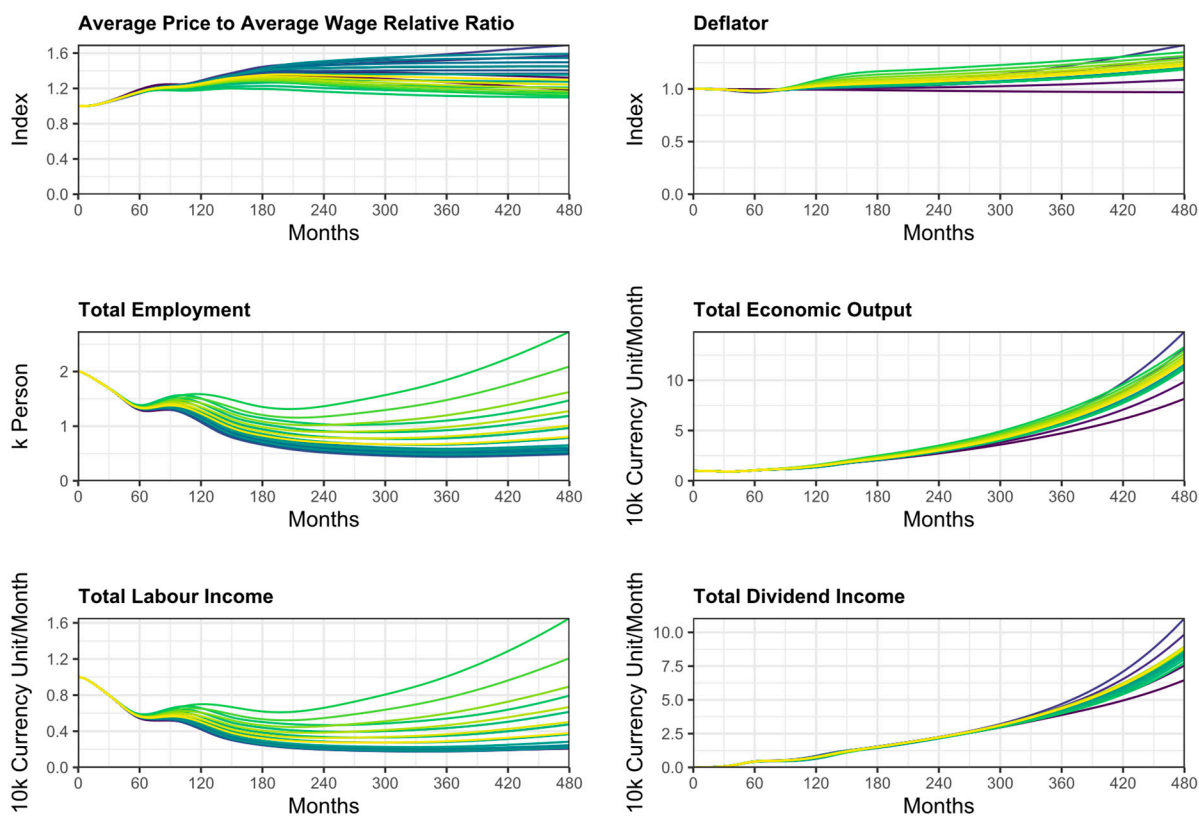 Average Price to Average Wage Relative Ratio
Index
1.6
1.2
0.8
0.4
0.0
0 60 120 180 240 300 360 420 480
Months
Deflator
Index
1.0
0.5
0.0
0 60 120 180 240 300 360 420 480
Months
Total Employment
k Person
2
1
0
0 60 120 180 240 300 360 420 480
Months
Total Economic Output
10k Currency Unit/Month
10
5
0
0 60 120 180 240 300 360 420 480
Months
Total Labour Income
10k Currency Unit/Month
1.6
1.2
0.8
0.4
0.0
0 60 120 180 240 300 360 420 480
Months
Total Dividend Income
10k Currency Unit/Month
10.0
7.5
5.0
2.5
0.0
0 60 120 180 240 300 360 420 480
Months